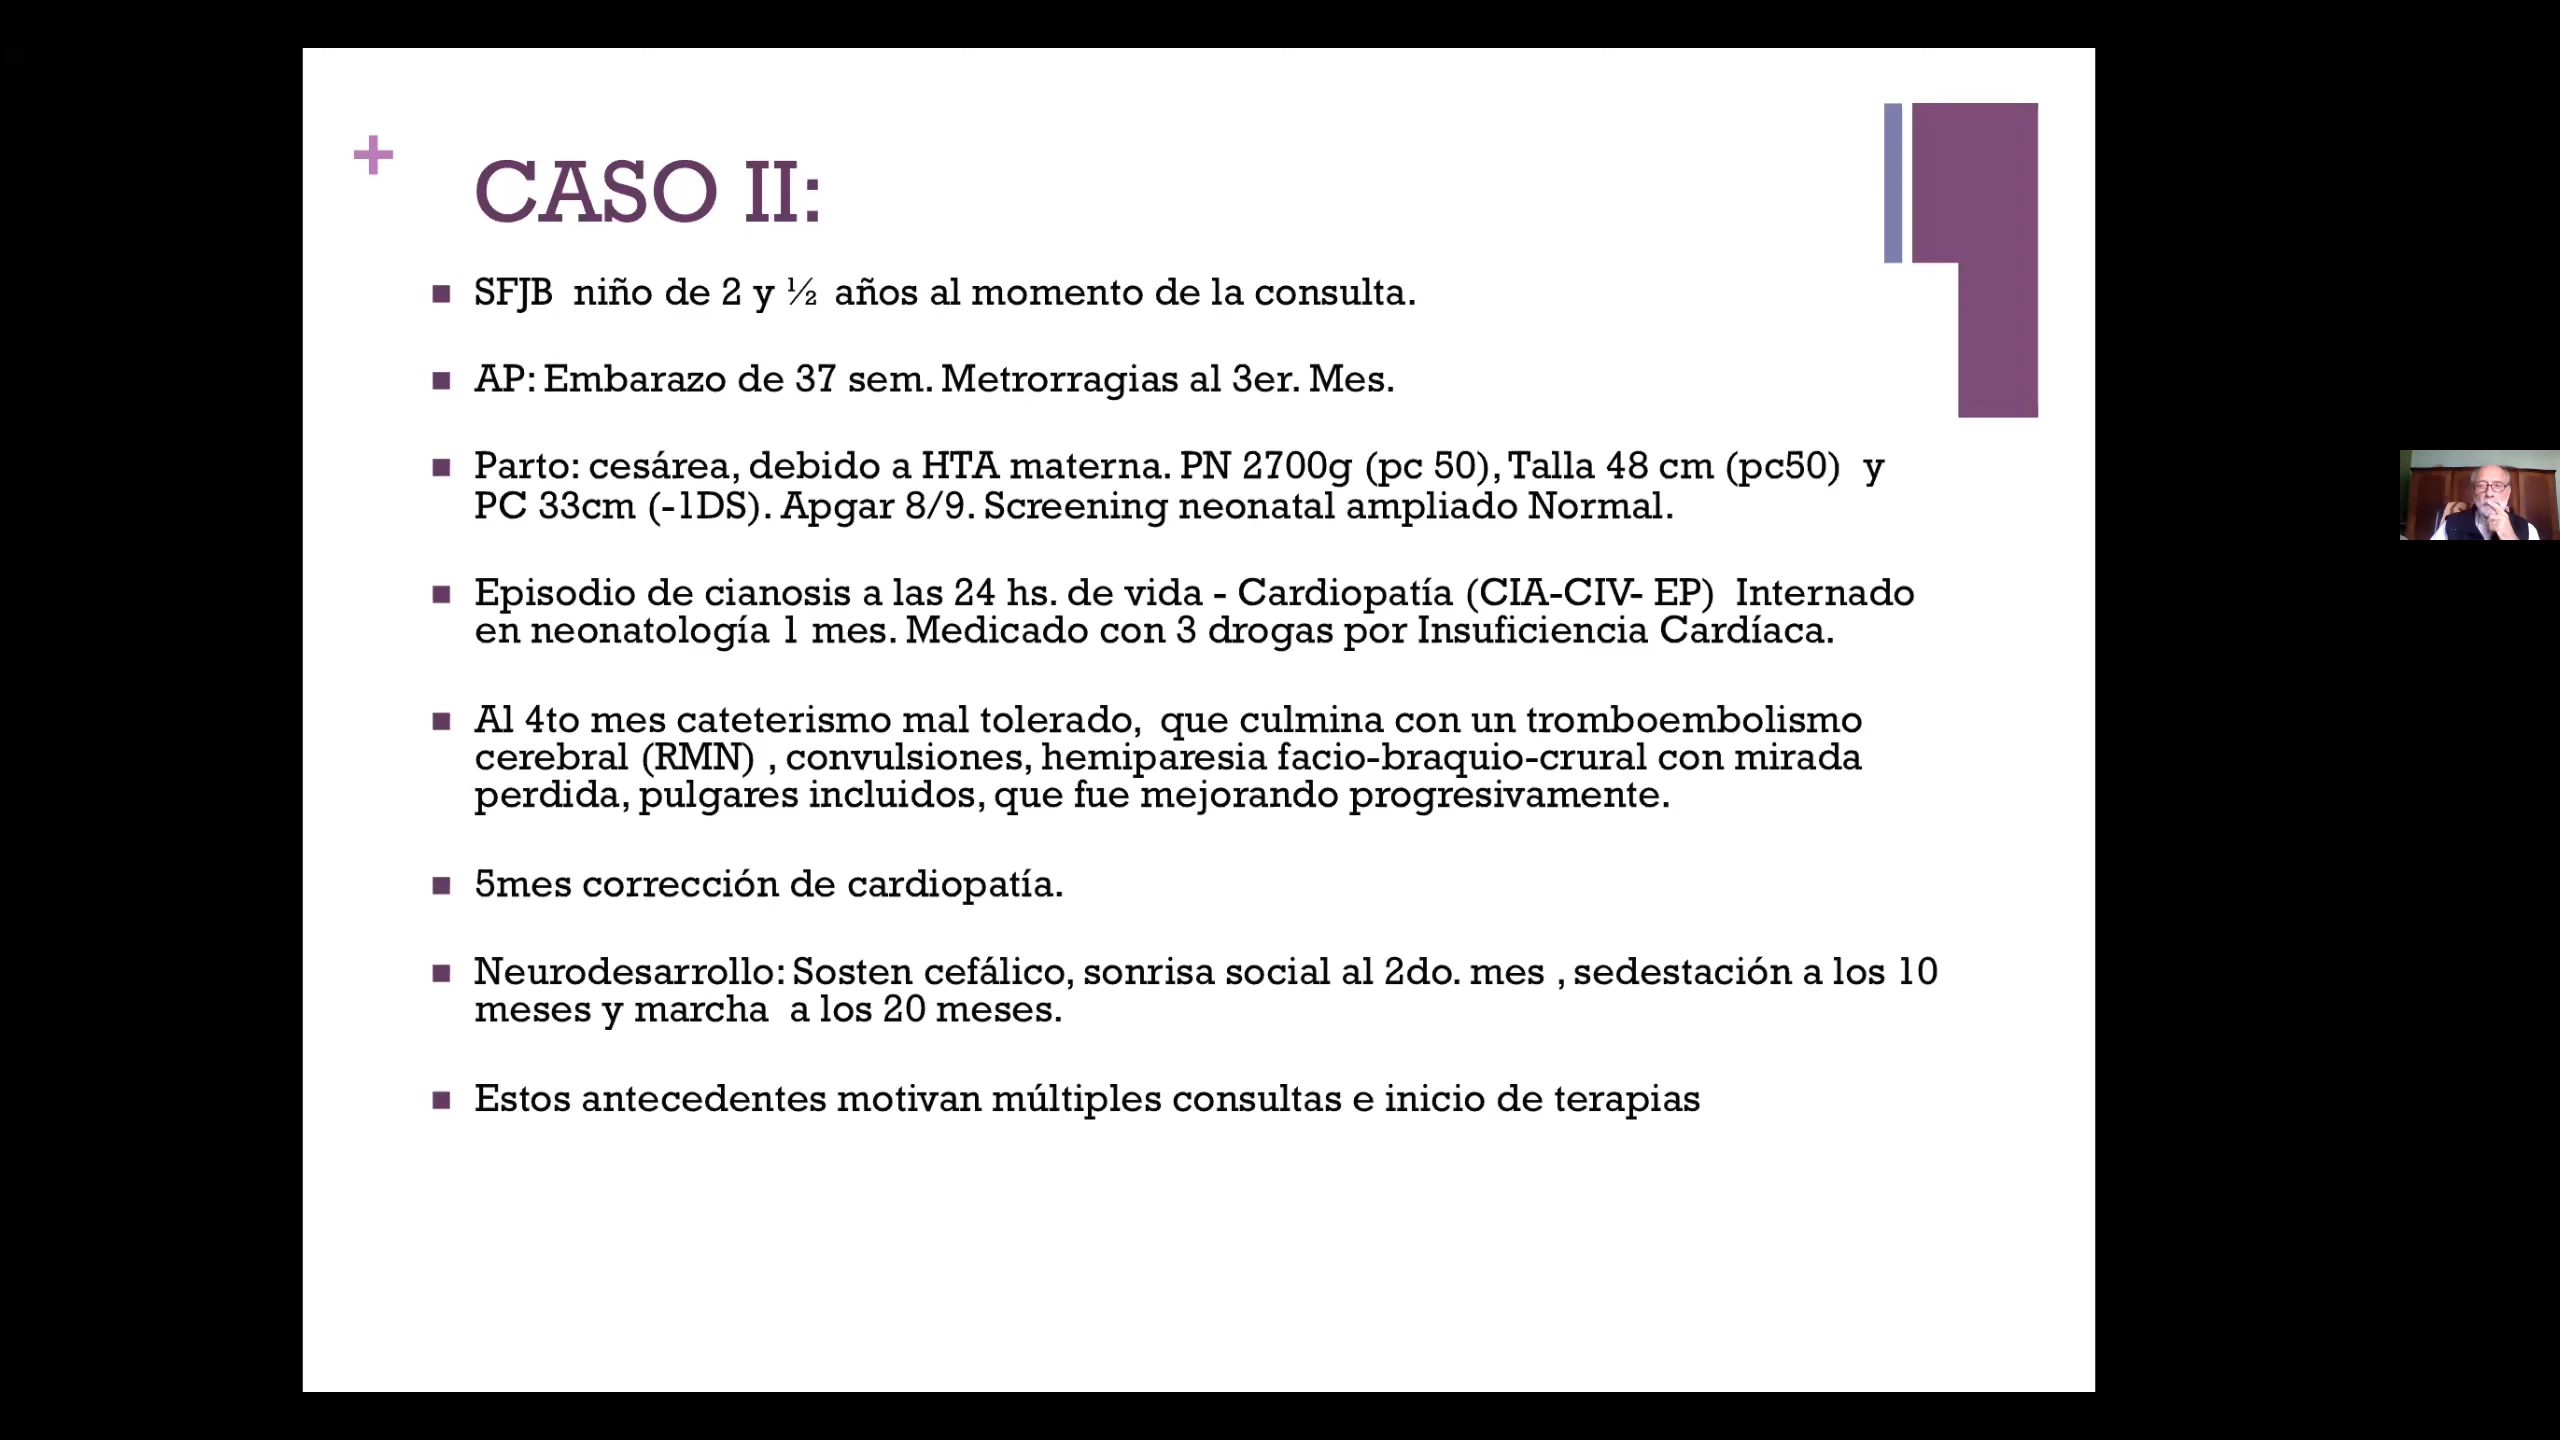 +
CASO II:
■ SFJB niño de 2 y ½ años al momento de la consulta.
■ AP: Embarazo de 37 sem. Metrorragias al 3er. Mes.
■ Parto: cesárea, debido a HTA materna. PN 2700g (pc 50), Talla 48 cm (pc50) y
PC 33cm (-1DS). Apgar 8/9. Screening neonatal ampliado Normal.
■ Episodio de cianosis a las 24 hs. de vida - Cardiopatía (CIA-CIV- EP) Internado
en neonatología 1 mes. Medicado con 3 drogas por Insuficiencia Cardíaca.
■ Al 4to mes cateterismo mal tolerado, que culmina con un tromboembolismo
cerebral (RMN) , convulsiones, hemiparesia facio-braquio-crural con mirada
perdida, pulgares incluidos, que fue mejorando progresivamente.
■ 5mes corrección de cardiopatía.
■ Neurodesarrollo: Sosten cefálico, sonrisa social al 2do. mes , sedestación a los 10
meses y marcha a los 20 meses.
■ Estos antecedentes motivan múltiples consultas e inicio de terapias